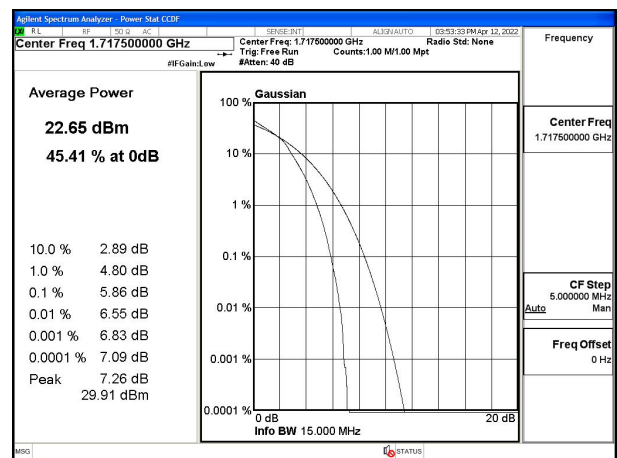 Agilent Spectrum Analyzer - Power Stat CCDF
LXI RL RF 50 Ω AC SENSE:INT ALIGN AUTO 03:53:33 PM Apr 12, 2022
Center Freq 1.717500000 GHz
Center Freq: 1.717500000 GHz Radio Std: None
Trig: Free Run Counts:1.00 M/1.00 Mpt
#IFGain:Low #Atten: 40 dB
Frequency
Average Power
22.65 dBm
45.41 % at 0dB
10.0 % 2.89 dB
1.0 % 4.80 dB
0.1 % 5.86 dB
0.01 % 6.55 dB
0.001 % 6.83 dB
0.0001 % 7.09 dB
Peak 7.26 dB
29.91 dBm
Gaussian
100 %
10 %
1 %
0.1 %
0.01 %
0.001 %
0.0001 %
0 dB 20 dB
Info BW 15.000 MHz
Center Freq
1.717500000 GHz
CF Step
5.000000 MHz
Auto Man
Freq Offset
0 Hz
MSG STATUS